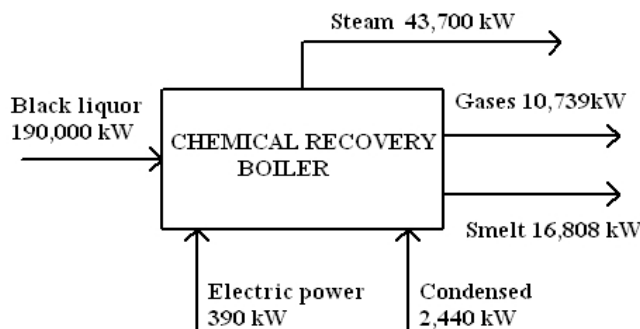 Steam 43,700 kW
Black liquor
190,000 kW
CHEMICAL RECOVERY
BOILER
Gases 10,739kW
Smelt 16,808 kW
Electric power
390 kW
Condensed
2,440 kW